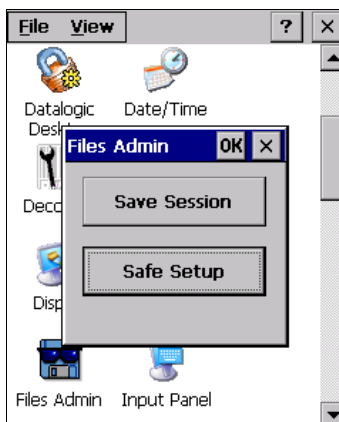 File View ? ×
Datalogic Date/Time
Files Admin OK ×
Save Session
Safe Setup
Files Admin Input Panel